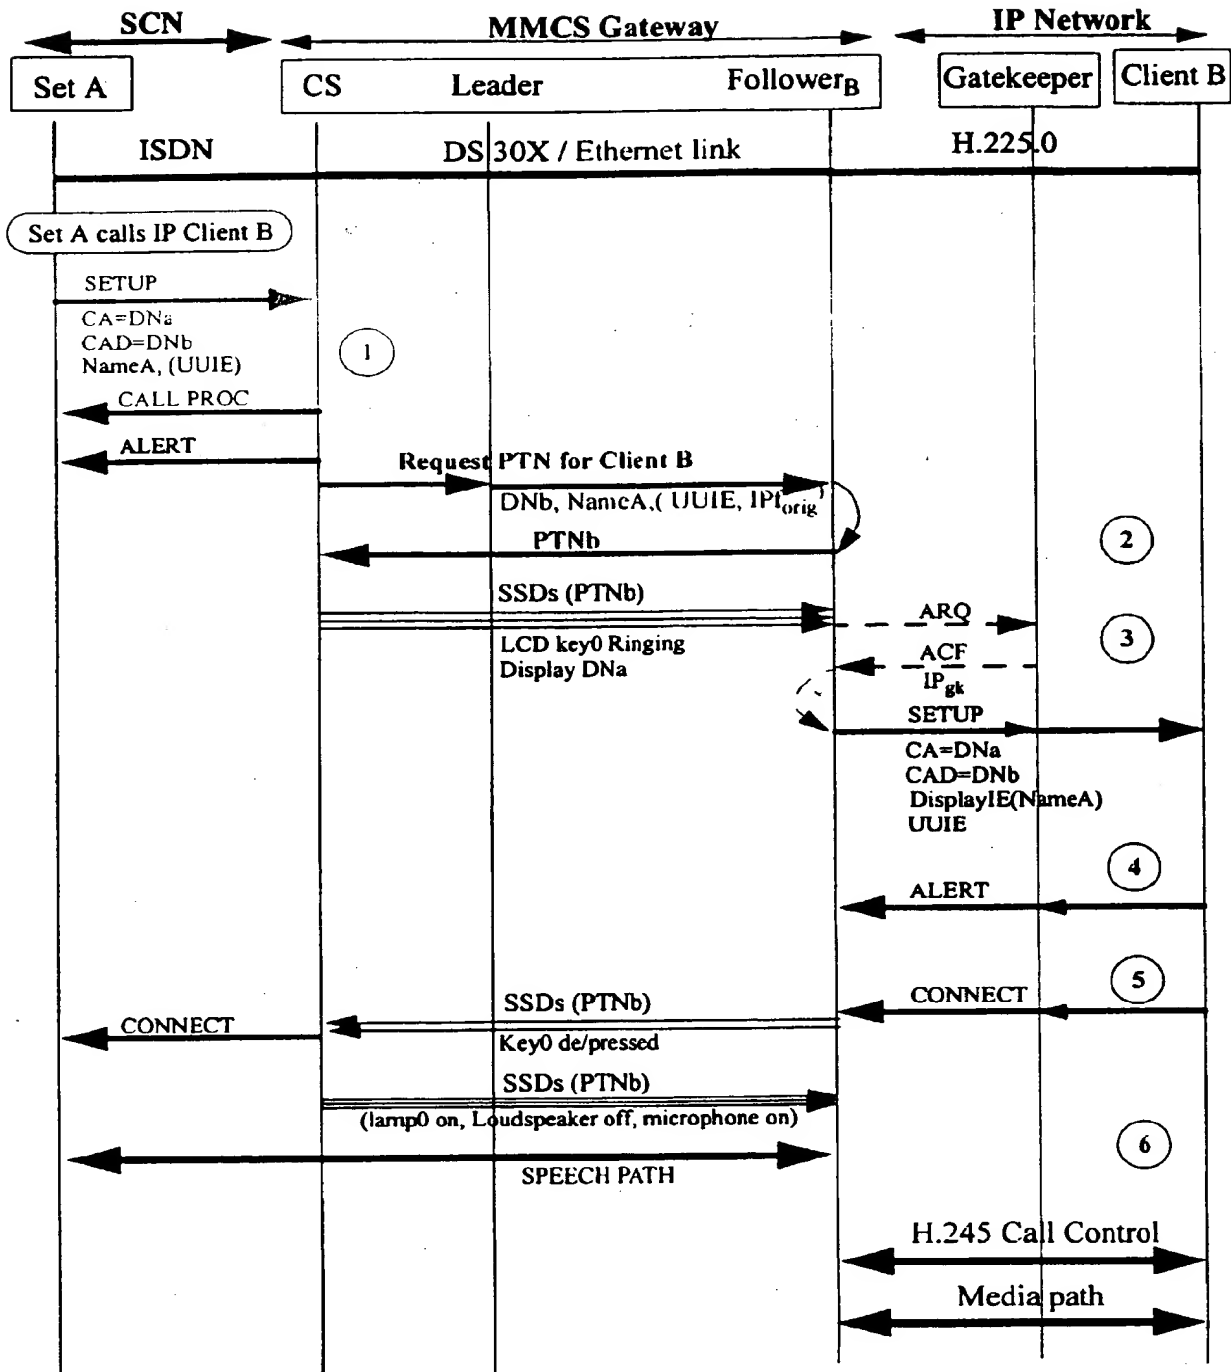 SCN
MMCS Gateway
IP Network
Set A
CS
Leader
FollowerB
Gatekeeper
Client B
ISDN
DS 30X / Ethernet link
H.225.0
Set A calls IP Client B
SETUP
CA=DNa
CAD=DNb
NameA, (UUIE)
1
CALL PROC
ALERT
Request PTN for Client B
DNb, NameA,( UUIE, IPforig)
PTNb
2
SSDs (PTNb)
LCD key0 Ringing
Display DNa
ARQ
3
ACF
IPgk
SETUP
CA=DNa
CAD=DNb
DisplayIE(NameA)
UUIE
4
ALERT
5
CONNECT
SSDs (PTNb)
CONNECT
Key0 de/pressed
SSDs (PTNb)
(lamp0 on, Loudspeaker off, microphone on)
6
SPEECH PATH
H.245 Call Control
Media path